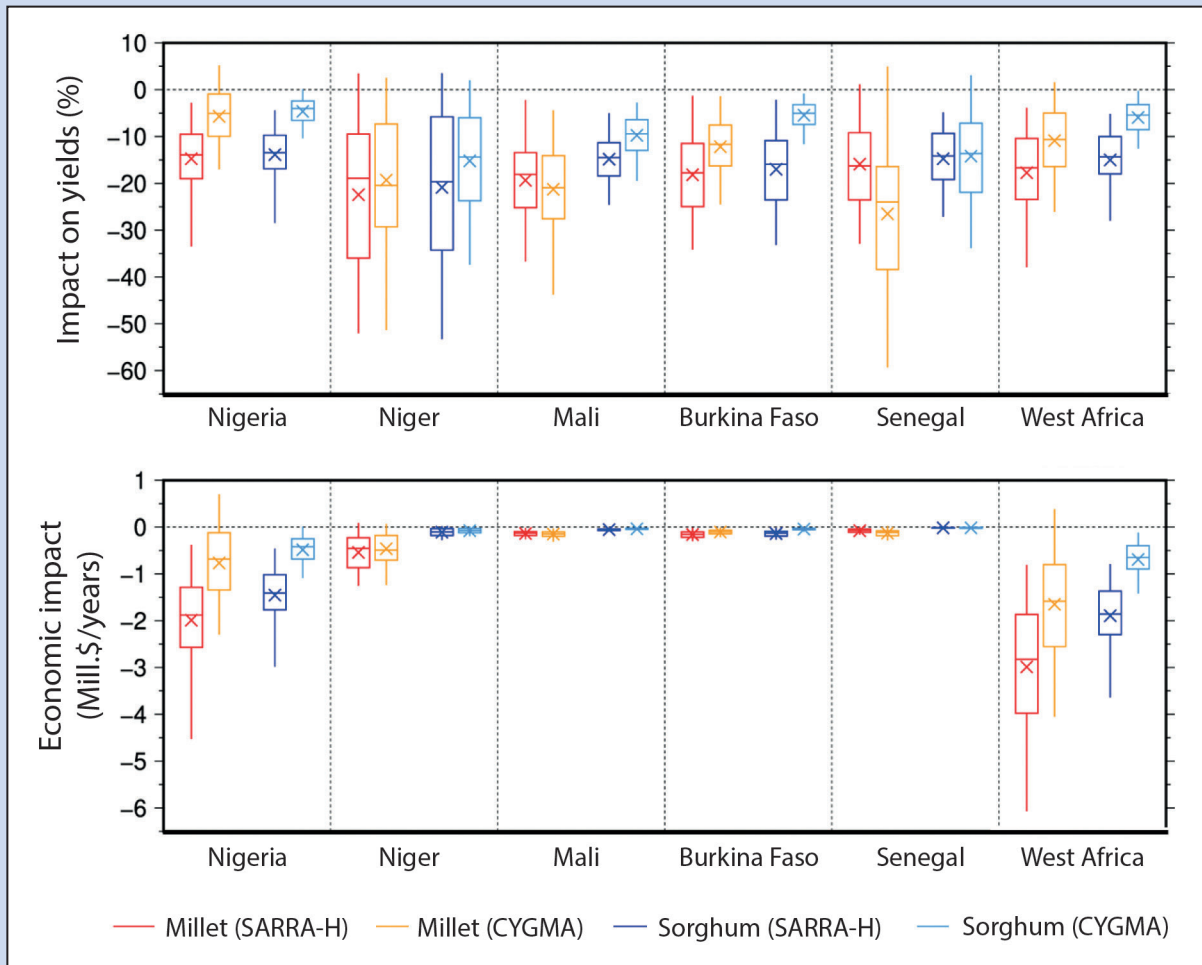 Impact on yields (%)
10
0
−10
−20
−30
−40
−50
−60
Nigeria Niger Mali Burkina Faso Senegal West Africa
Economic impact
(Mill.$/years)
1
0
−1
−2
−3
−4
−5
−6
Nigeria Niger Mali Burkina Faso Senegal West Africa
Millet (SARRA-H) Millet (CYGMA) Sorghum (SARRA-H) Sorghum (CYGMA)